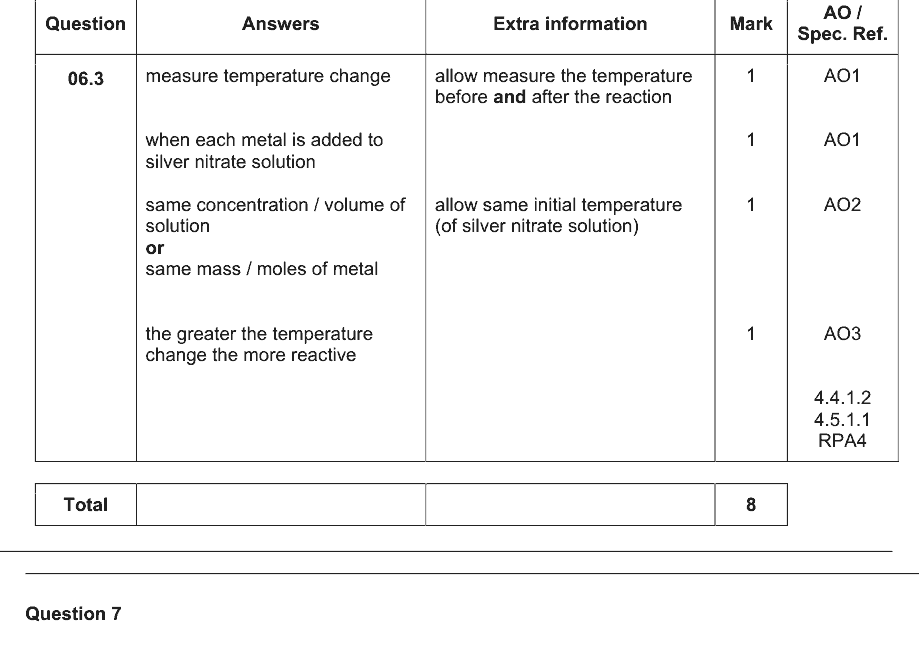 Question Answers Extra information Mark AO /
Spec. Ref.
06.3 measure temperature change allow measure the temperature 1 AO1
before and after the reaction
when each metal is added to 1 AO1
silver nitrate solution
same concentration / volume of allow same initial temperature 1 AO2
solution (of silver nitrate solution)
or
same mass / moles of metal
the greater the temperature 1 AO3
change the more reactive
4.4.1.2
4.5.1.1
RPA4
Total 8
Question 7